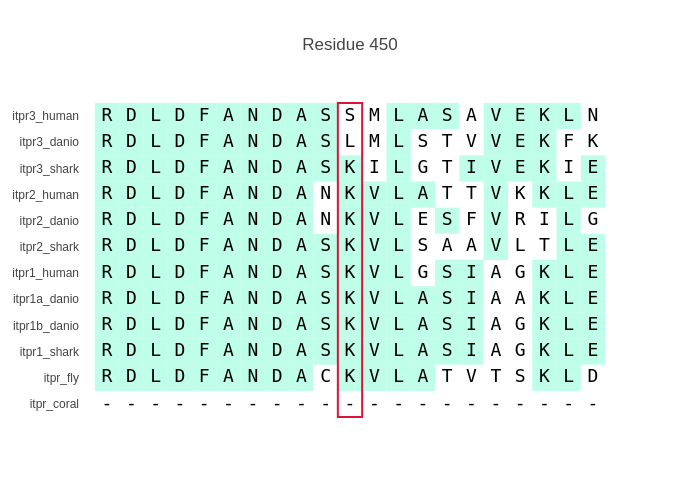 Residue 450
itpr3_human R D L D F A N D A S S M L A S A V E K L N
itpr3_danio R D L D F A N D A S L M L S T V V E K F K
itpr3_shark R D L D F A N D A S K I L G T I V E K I E
itpr2_human R D L D F A N D A N K V L A T T V K K L E
itpr2_danio R D L D F A N D A N K V L E S F V R I L G
itpr2_shark R D L D F A N D A S K V L S A A V L T L E
itpr1_human R D L D F A N D A S K V L G S I A G K L E
itpr1a_danio R D L D F A N D A S K V L A S I A A K L E
itpr1b_danio R D L D F A N D A S K V L A S I A G K L E
itpr1_shark R D L D F A N D A S K V L A S I A G K L E
itpr_fly R D L D F A N D A C K V L A T V T S K L D
itpr_coral - - - - - - - - - - - - - - - - - - - - -